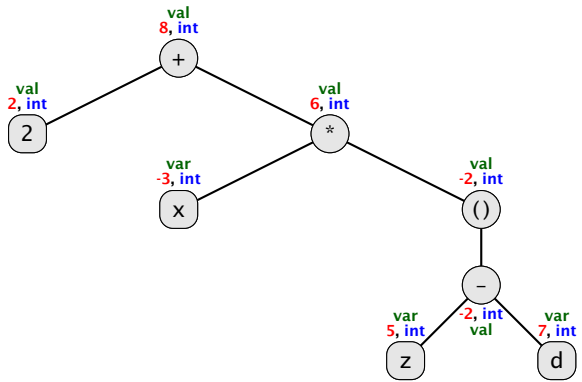 val
8, int
+
val
2, int
2
val
6, int
*
var
-3, int
x
val
-2, int
()
–
-2, int
val
var
5, int
z
var
7, int
d